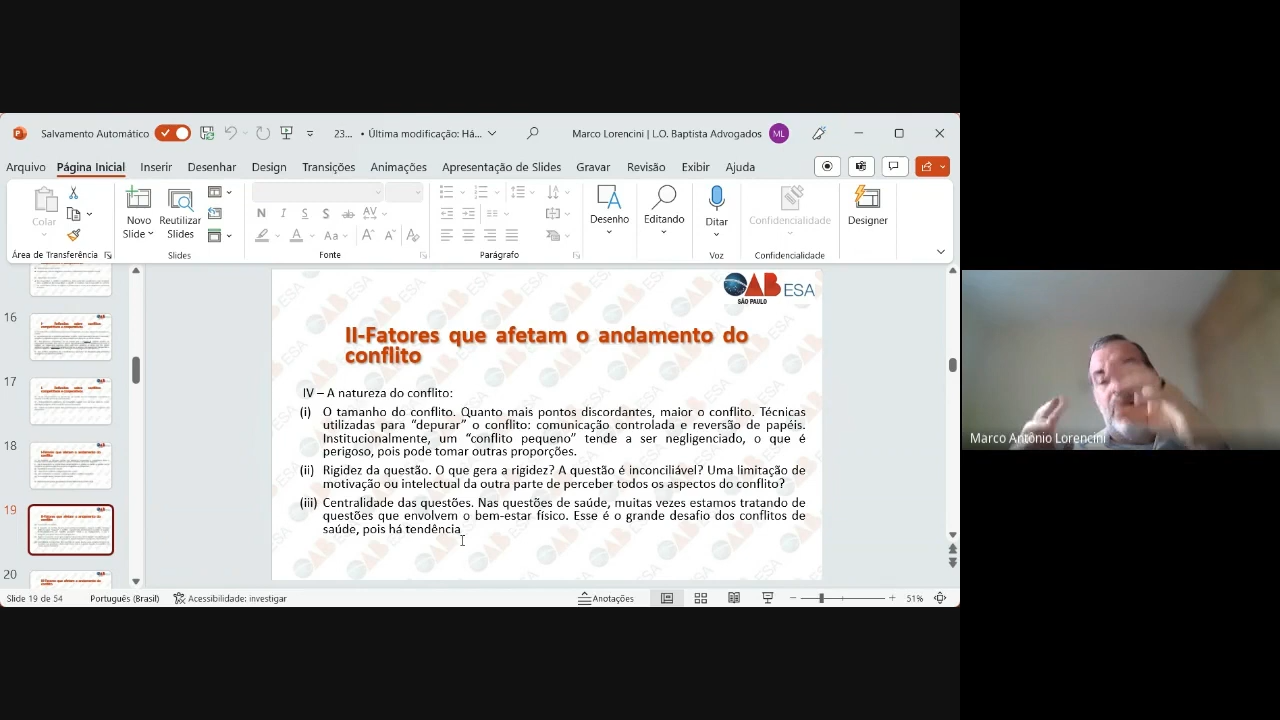 Salvamento Automático
23... • Última modificação: Há...
Marco Lorencini | L.O. Baptista Advogados
ML
Arquivo
Página Inicial
Inserir
Desenhar
Design
Transições
Animações
Apresentação de Slides
Gravar
Revisão
Exibir
Ajuda
Colar
Novo Slide
Reutilizar Slides
N I S S ab AV
A Aa A A
Desenho
Editando
Ditar
Confidencialidade
Designer
Área de Transferência
Slides
Fonte
Parágrafo
Voz
Confidencialidade
16
17
18
19
20
OAB ESA
SÃO PAULO
II-Fatores que afetam o andamento do
conflito
IV-natureza do conflito:
(i) O tamanho do conflito. Quanto mais pontos discordantes, maior o conflito. Técnicas
utilizadas para “depurar” o conflito: comunicação controlada e reversão de papéis.
Institucionalmente, um “conflito pequeno” tende a ser negligenciado, o que é
perigoso, pois pode tomar grandes proporções.
(ii) Rigidez da questão. O que gera rigidez? A questão é inconciliável? Uma limitação de
motivação ou intelectual da outra parte de perceber todos os aspectos do conflito?
(iii) Centralidade das questões. Nas questões de saúde, muitas vezes estamos diante de
questões que envolvem o bem-estar físico. Esse é o grande desafio dos conflitos de
saúde, pois há urgência
Slide 19 de 54
Português (Brasil)
Acessibilidade: investigar
Anotações
51%
Marco Antônio Lorencini